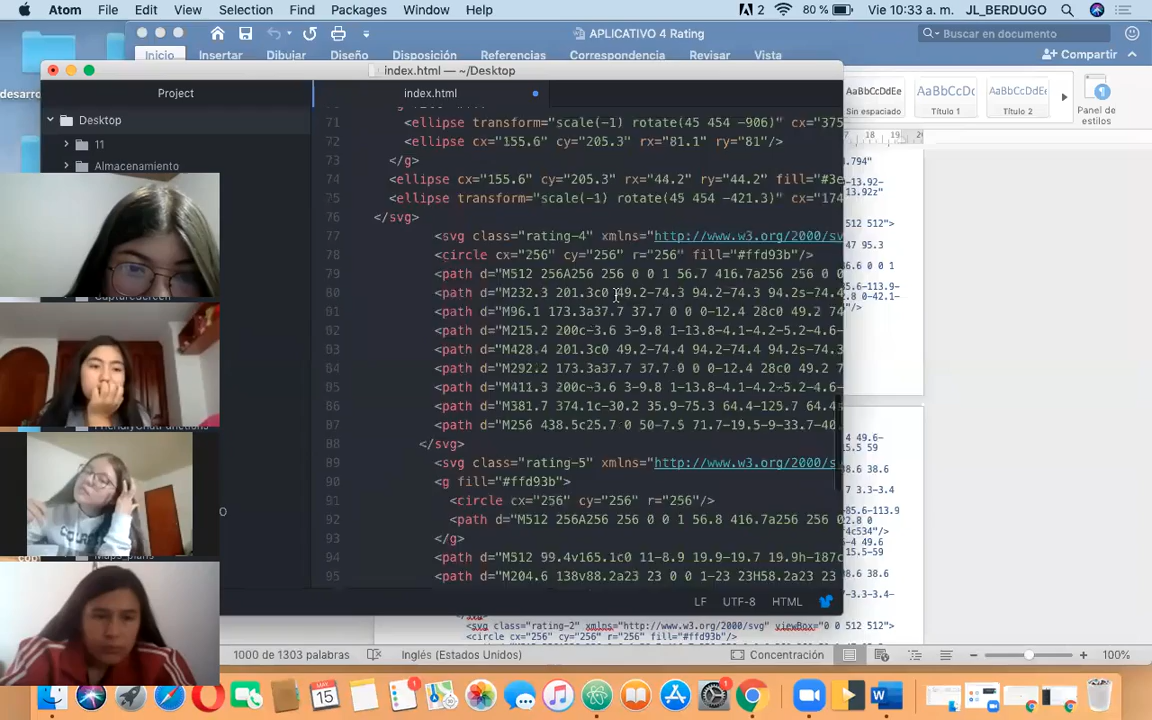 Atom File Edit View Selection Find Packages Window Help 2 80 % Vie 10:33 a. m. JL_BERDUGO
APLICATIVO 4 Rating Buscar en documento
Inicio Insertar Dibujar Diseño Disposición Referencias Correspondencia Revisar Vista Compartir
index.html — ~/Desktop
desarro
Project index.html
AaBbCcDdEe AaBbCcDc AaBbCcDdEe
Sin espaciado Título 1 Título 2 Panel de
estilos
Desktop
11
Almacenamiento
17 18 19
71 <ellipse transform="scale(-1) rotate(45 454 -906)" cx="375
72 <ellipse cx="155.6" cy="205.3" rx="81.1" ry="81"/>
73 </g>
74 <ellipse cx="155.6" cy="205.3" rx="44.2" ry="44.2" fill="#3e
75 <ellipse transform="scale(-1) rotate(45 454 -421.3)" cx="174
76 </svg>
77 <svg class="rating-4" xmlns="http://www.w3.org/2000/sv
78 <circle cx="256" cy="256" r="256" fill="#ffd93b"/>
79 <path d="M512 256A256 256 0 0 1 56.7 416.7a256 256 0 0
80 <path d="M232.3 201.3c0 49.2-74.3 94.2-74.3 94.2s-74.4
81 <path d="M96.1 173.3a37.7 37.7 0 0 0-12.4 28c0 49.2 74
82 <path d="M215.2 200c-3.6 3-9.8 1-13.8-4.1-4.2-5.2-4.6-
83 <path d="M428.4 201.3c0 49.2-74.4 94.2-74.4 94.2s-74.
84 <path d="M292.2 173.3a37.7 37.7 0 0 0-12.4 28c0 49.2 7
85 <path d="M411.3 200c-3.6 3-9.8 1-13.8-4.1-4.2-5.2-4.6-
86 <path d="M381.7 374.1c-30.2 35.9-75.3 64.4-125.7 64.4s
87 <path d="M256 438.5c25.7 0 50-7.5 71.7-19.5-9-33.7-40.
88 </svg>
89 <svg class="rating-5" xmlns="http://www.w3.org/2000/s
90 <g fill="#ffd93b">
91 <circle cx="256" cy="256" r="256"/>
92 <path d="M512 256A256 256 0 0 1 56.8 416.7a256 256 0
93 </g>
94 <path d="M512 99.4v165.1c0 11-8.9 19.9-19.7 19.9h-187c
95 <path d="M204.6 138v88.2a23 23 0 0 1-23 23H58.2a23 23
LF UTF-8 HTML
<svg class="rating-2" xmlns="http://www.w3.org/2000/svg" viewBox="0 0 512 512">
<circle cx="256" cy="256" r="256" fill="#ffd93b"/>
1000 de 1303 palabras Inglés (Estados Unidos) Concentración 100%
MAY
15
1
1